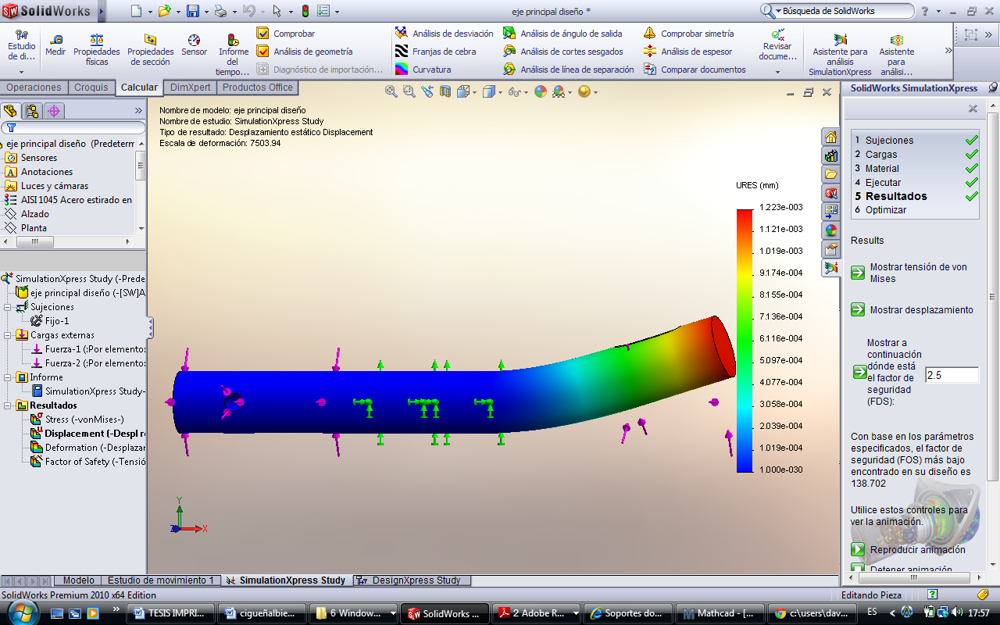 SolidWorks
eje principal diseño *
Búsqueda de SolidWorks
Estudio
de di...
Medir
Propiedades
físicas
Propiedades
de sección
Sensor
Informe
del
tiempo...
Comprobar
Análisis de geometría
Diagnóstico de importación...
Análisis de desviación
Franjas de cebra
Curvatura
Análisis de ángulo de salida
Análisis de cortes sesgados
Análisis de línea de separación
Comprobar simetría
Análisis de espesor
Comparar documentos
Revisar
docume...
Asistente para
análisis
SimulationXpress
Asistente
para
análisi...
Operaciones
Croquis
Calcular
DimXpert
Productos Office
eje principal diseño (Predeterm
Sensores
Anotaciones
Luces y cámaras
AISI 1045 Acero estirado en
Alzado
Planta
SimulationXpress Study (-Prede
eje principal diseño (-[SW]A
Sujeciones
Fijo-1
Cargas externas
Fuerza-1 (:Por elemento:
Fuerza-2 (:Por elemento:
Informe
SimulationXpress Study-
Resultados
Stress (-vonMises-)
Displacement (-Despl re
Deformation (-Desplazar
Factor of Safety (-Tensió
Nombre de modelo: eje principal diseño
Nombre de estudio: SimulationXpress Study
Tipo de resultado: Desplazamiento estático Displacement
Escala de deformación: 7503.94
URES (mm)
1.223e-003
1.121e-003
1.019e-003
9.174e-004
8.155e-004
7.136e-004
6.116e-004
5.097e-004
4.077e-004
3.058e-004
2.039e-004
1.019e-004
1.000e-030
Y
X
Z
SolidWorks SimulationXpress
1 Sujeciones
2 Cargas
3 Material
4 Ejecutar
5 Resultados
6 Optimizar
Results
Mostrar tensión de von
Mises
Mostrar desplazamiento
Mostrar a
continuación
dónde está
el factor de
seguridad
(FDS):
2.5
Con base en los parámetros
especificados, el factor de
seguridad (FOS) más bajo
encontrado en su diseño es
138.702
Utilice estos controles para
ver la animación.
Reproducir animación
Detener animación
Modelo
Estudio de movimiento 1
SimulationXpress Study
DesignXpress Study
SolidWorks Premium 2010 x64 Edition
Editando Pieza
TESIS IMPRI...
cigueñalbie...
6 Window...
SolidWorks ...
2 Adobe R...
Soportes do...
Mathcad - [...
c:\users\dav...
ES
17:57